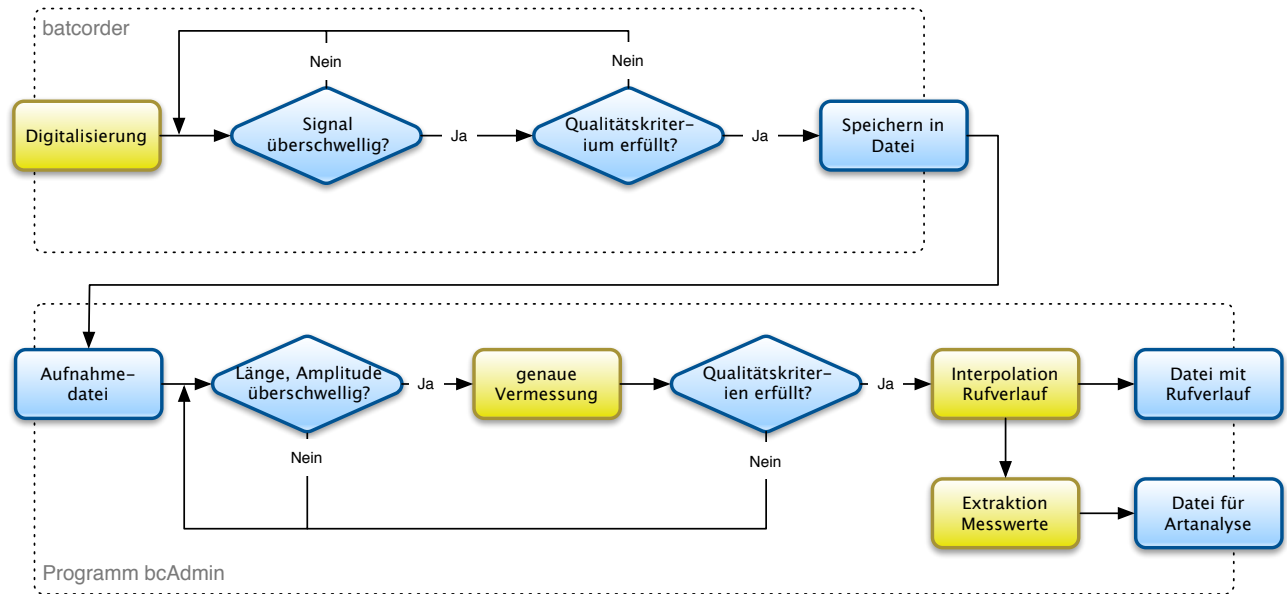 batcorder
Nein
Nein
Digitalisierung
Signal
überschwellig?
Ja
Qualitätskriter-
ium erfüllt?
Ja
Speichern in
Datei
Aufnahme-
datei
Länge, Amplitude
überschwellig?
Ja
genaue
Vermessung
Qualitätskriter-
ien erfüllt?
Ja
Interpolation
Rufverlauf
Datei mit
Rufverlauf
Nein
Nein
Extraktion
Messwerte
Datei für
Artanalyse
Programm bcAdmin